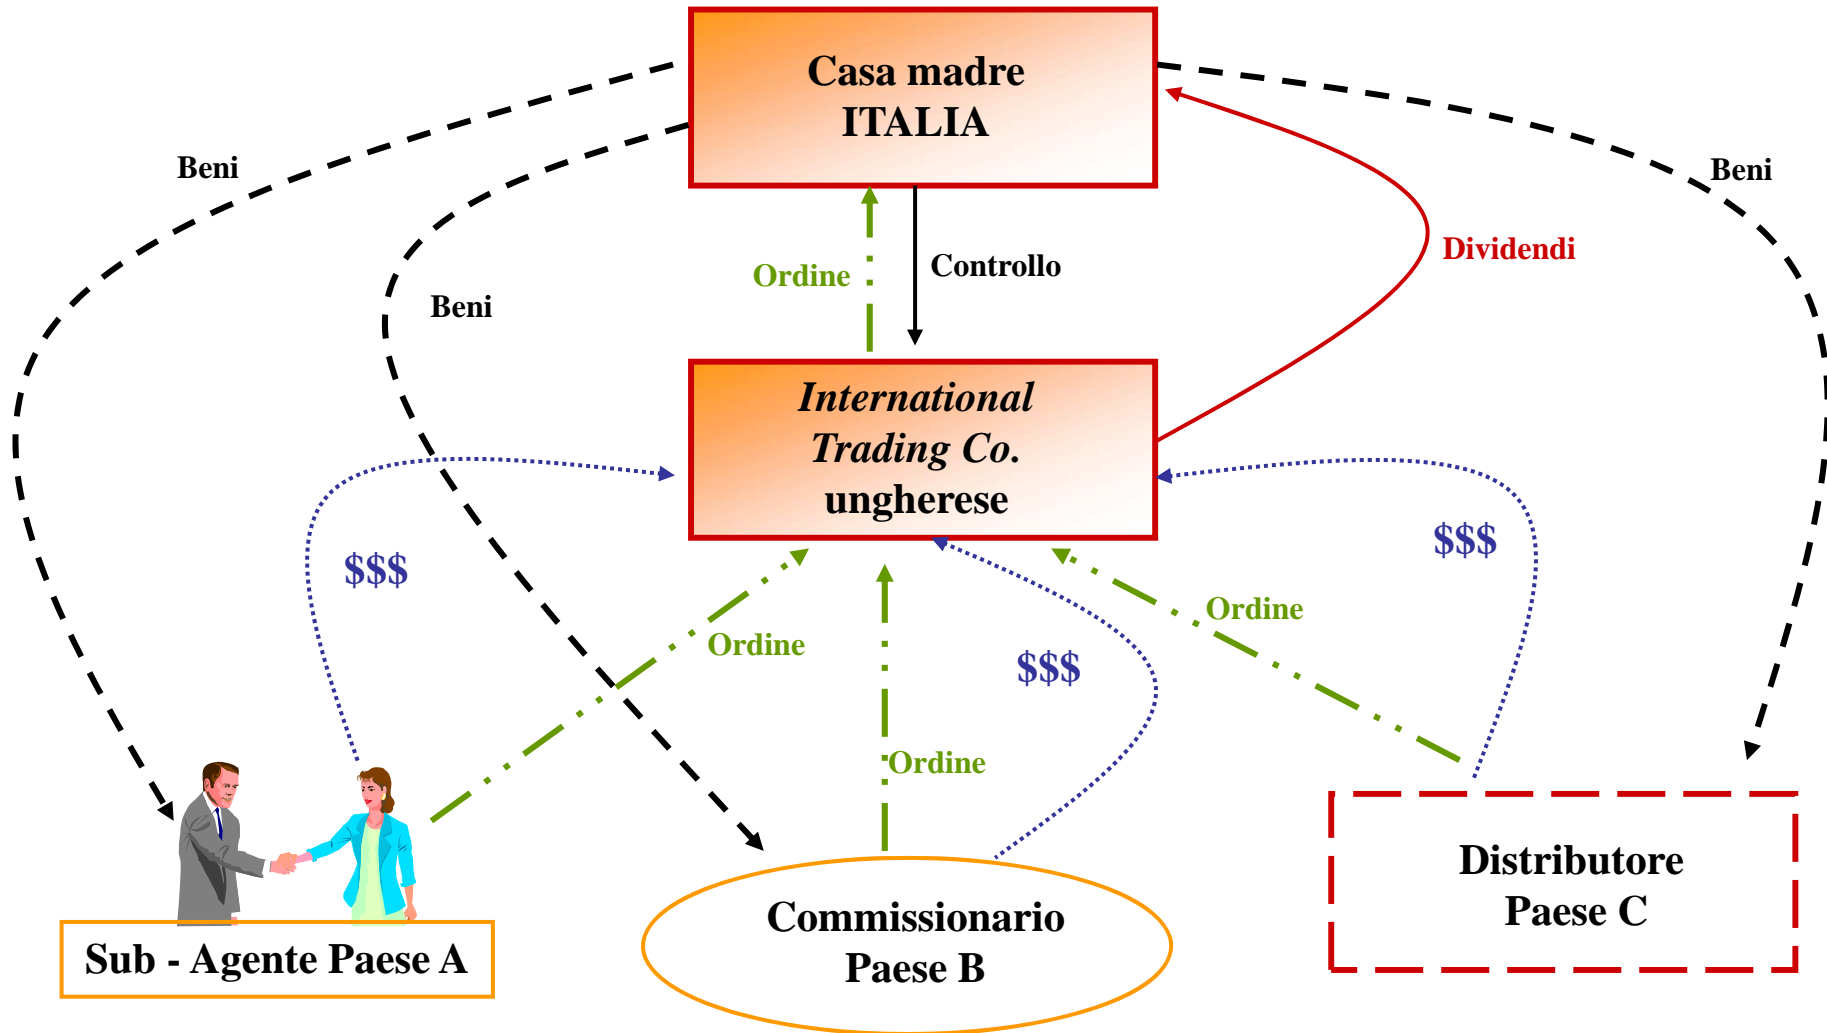 Casa madre
ITALIA
Beni
Beni
Dividendi
Controllo
Ordine
Beni
International
Trading Co.
ungherese
$$$
$$$
Ordine
Ordine
$$$
Ordine
Distributore
Paese C
Commissionario
Paese B
Sub - Agente Paese A